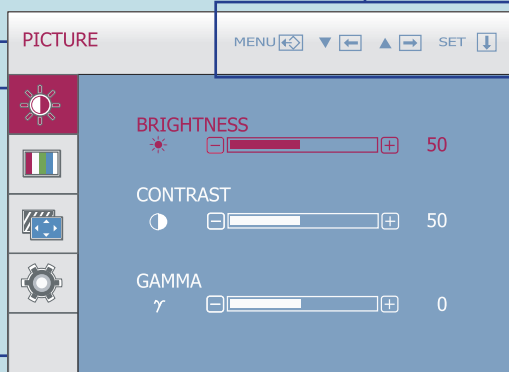 PICTURE MENU ▼ ▲ SET
BRIGHTNESS
50
CONTRAST
50
GAMMA
γ 0